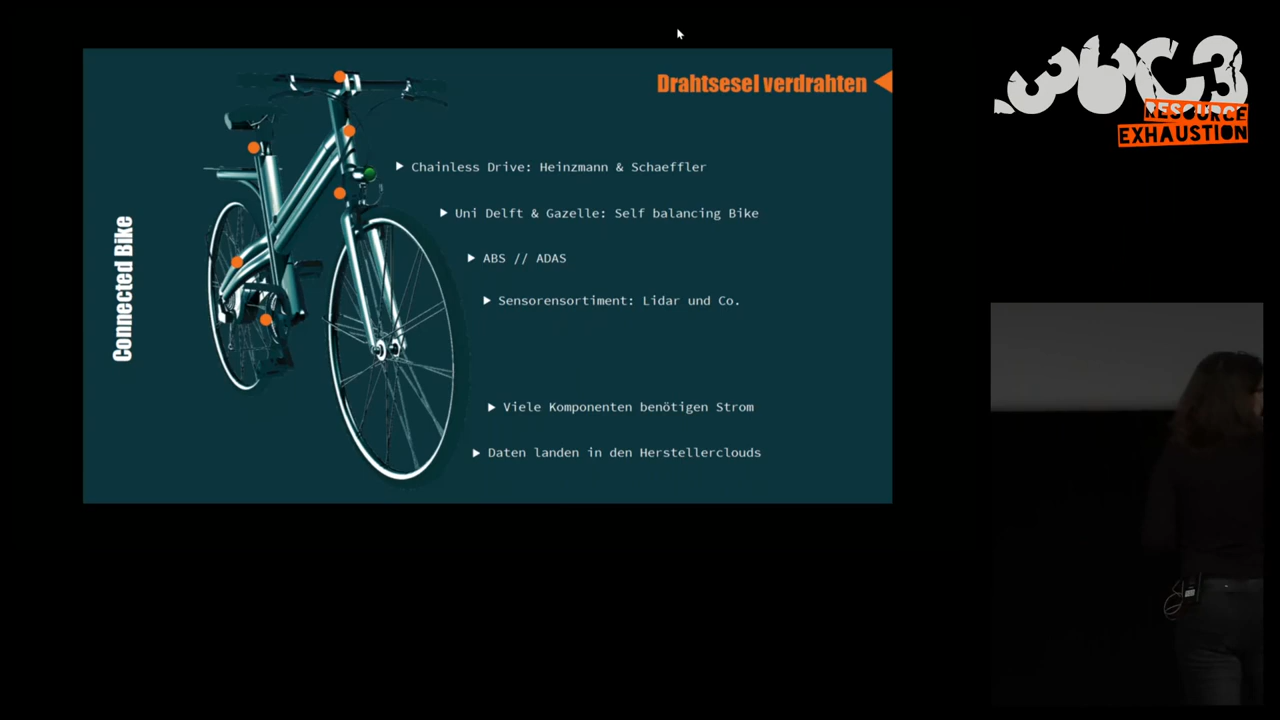 Drahtsesel verdrahten
Connected Bike
Chainless Drive: Heinzmann & Schaeffler
Uni Delft & Gazelle: Self balancing Bike
ABS // ADAS
Sensorensortiment: Lidar und Co.
Viele Komponenten benötigen Strom
Daten landen in den Herstellerclouds
36C3
RESOURCE
EXHAUSTION